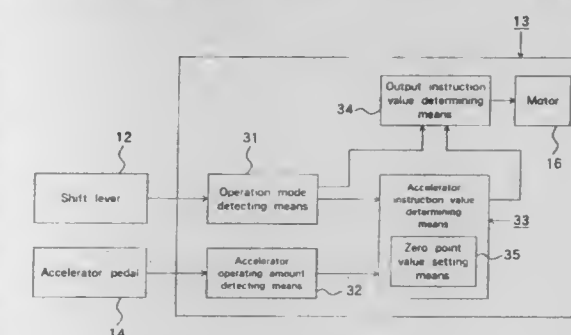 13
Output instruction
value determining
means
Motor
34
16
12
31
Shift lever
Operation mode
detecting means
Accelerator
instruction value
determining
means
33
Zero point
value setting
means
35
Accelerator pedal
Accelerator
operating amount
detecting means
32
14